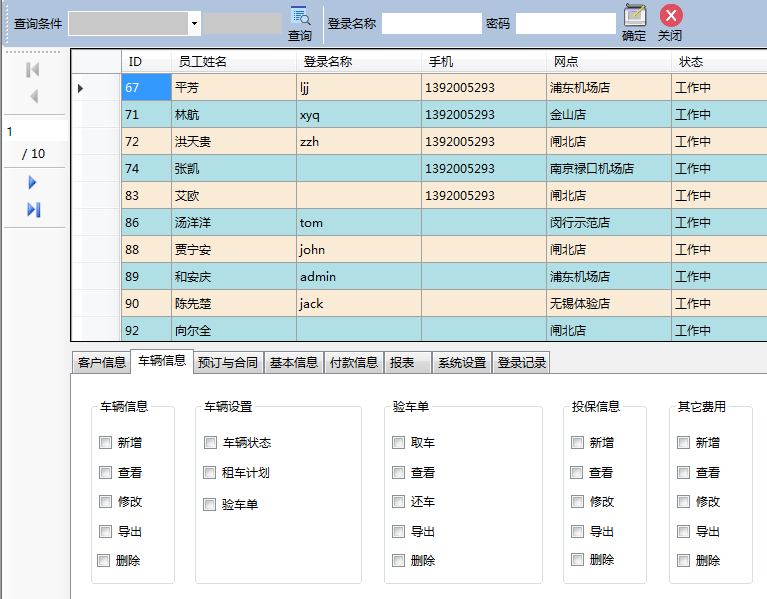 查询条件 查询 登录名称 密码 确定 关闭
1
/ 10
ID 员工姓名 登录名称 手机 网点 状态
67 平芳 ljj 1392005293 浦东机场店 工作中
71 林航 xyq 1392005293 金山店 工作中
72 洪天贵 zzh 1392005293 闸北店 工作中
74 张凯 1392005293 南京禄口机场店 工作中
83 艾欧 1392005293 闸北店 工作中
86 汤洋洋 tom 闵行示范店 工作中
88 贾宁安 john 闸北店 工作中
89 和安庆 admin 浦东机场店 工作中
90 陈先楚 jack 无锡体验店 工作中
92 向尔全 闸北店 工作中
客户信息 车辆信息 预订与合同 基本信息 付款信息 报表 系统设置 登录记录
车辆信息
新增
查看
修改
导出
删除
车辆设置
车辆状态
租车计划
验车单
验车单
取车
查看
还车
导出
删除
投保信息
新增
查看
修改
导出
删除
其它费用
新增
查看
修改
导出
删除